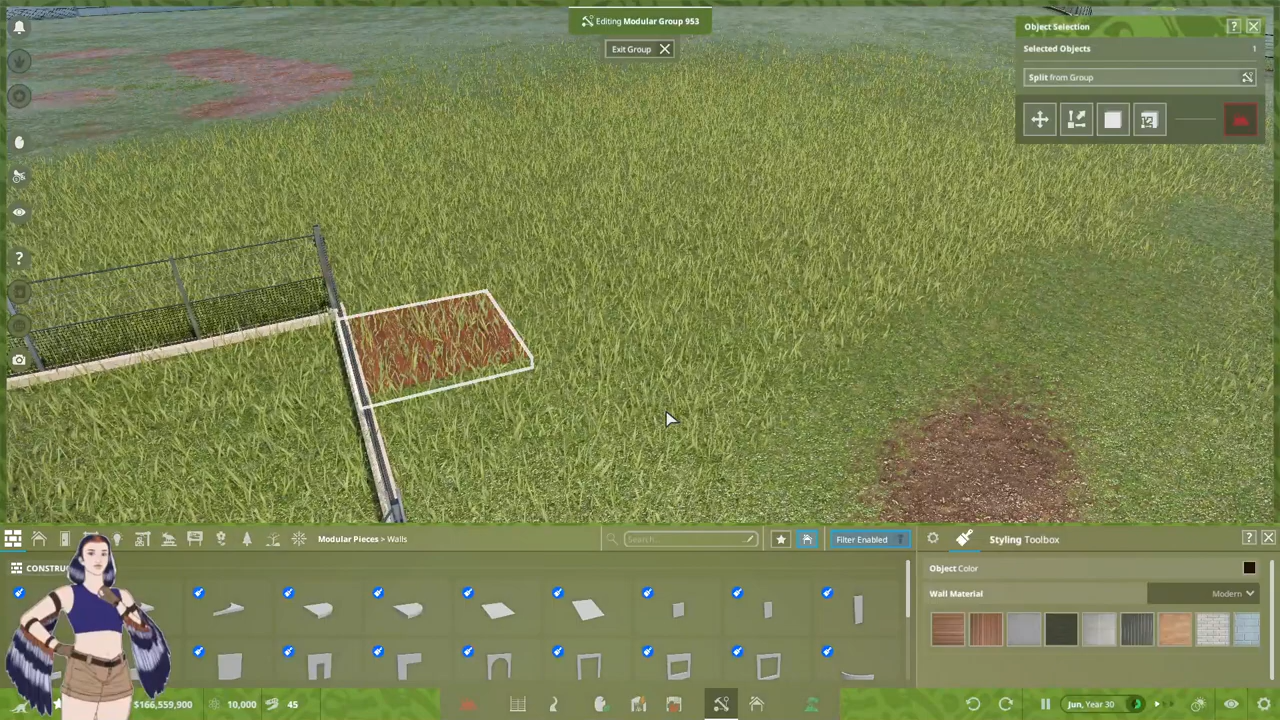 Editing Modular Group 953
Exit Group
Object Selection
?
Selected Objects 1
Split from Group
12
?
Modular Pieces > Walls
Search...
Filter Enabled
Styling Toolbox
?
CONSTRU
Object Color
Wall Material
Modern
$166,559,900
10,000
45
Jun, Year 30